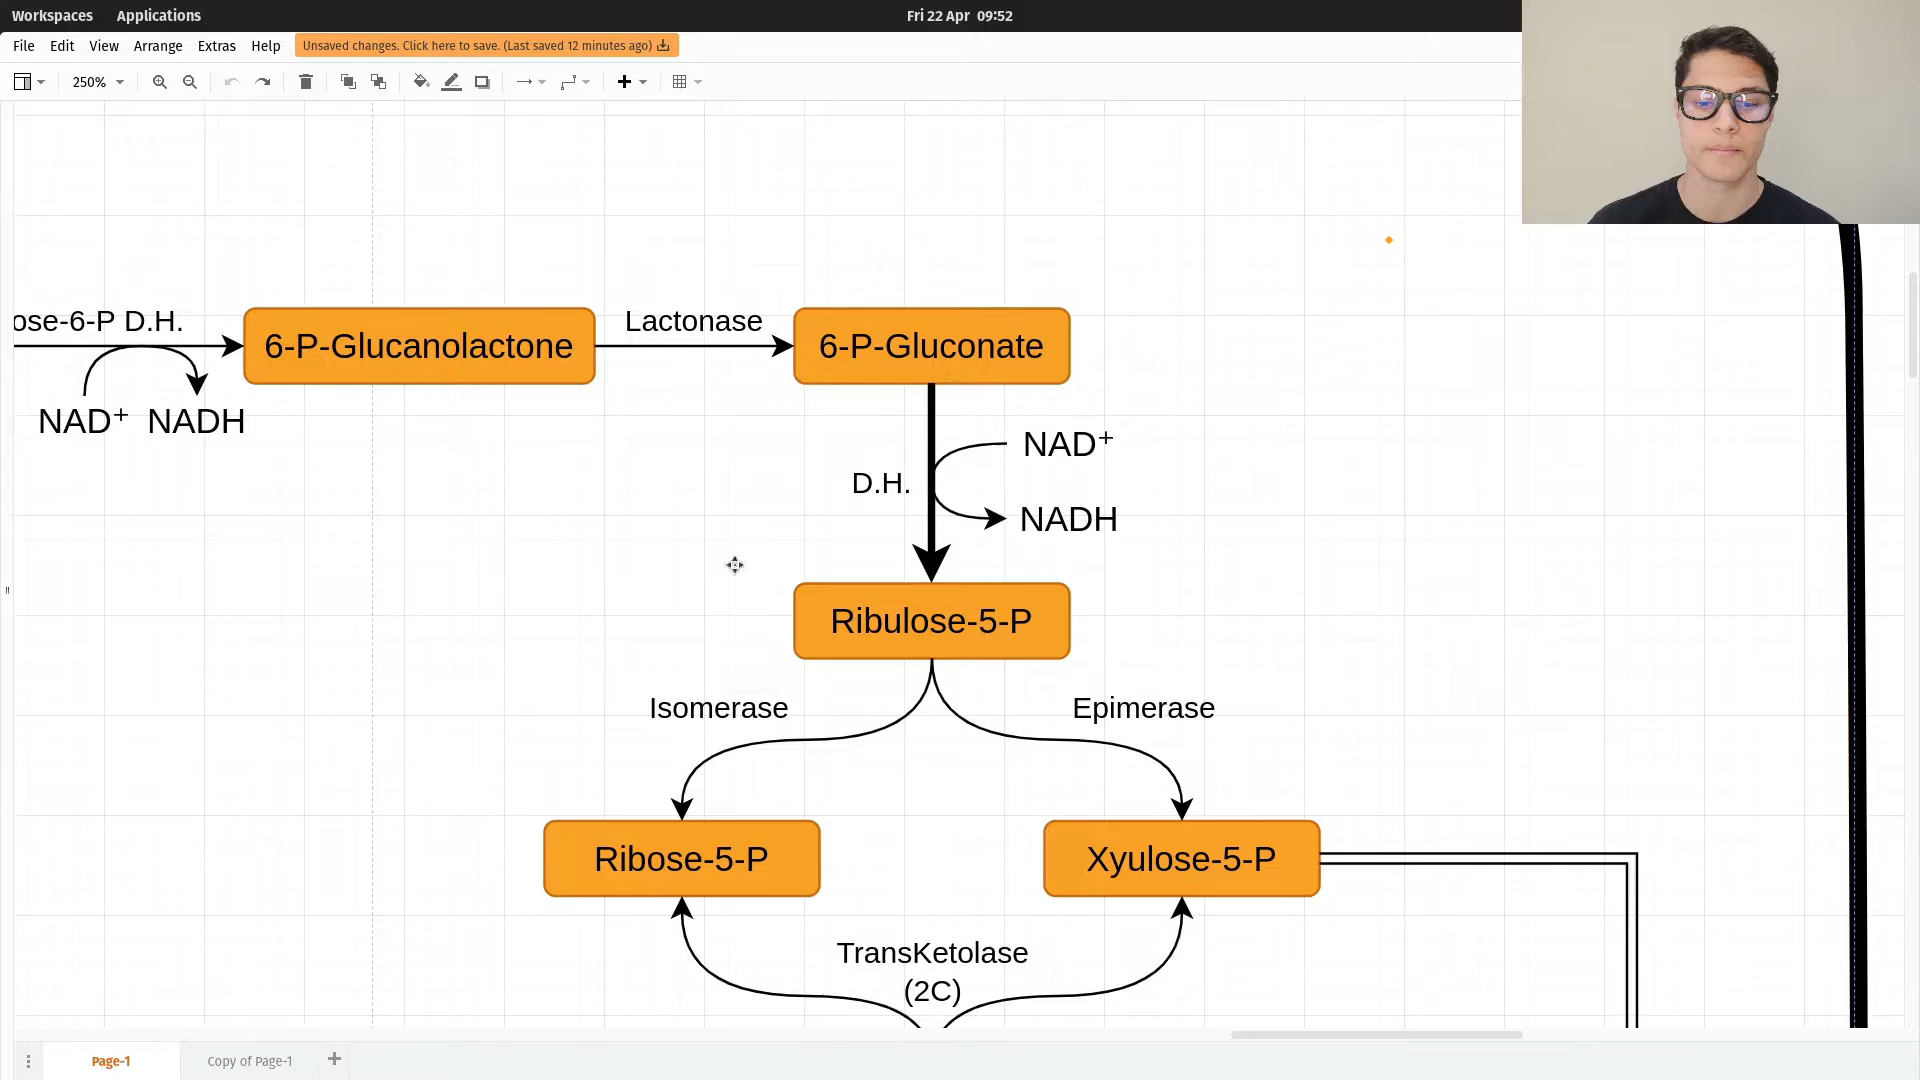 Workspaces Applications Fri 22 Apr 09:52
File Edit View Arrange Extras Help Unsaved changes. Click here to save. (Last saved 12 minutes ago)
250%
ose-6-P D.H.
6-P-Glucanolactone
Lactonase
6-P-Gluconate
NAD⁺ NADH
NAD⁺
D.H.
NADH
Ribulose-5-P
Isomerase
Epimerase
Ribose-5-P
Xyulose-5-P
TransKetolase
(2C)
Page-1 Copy of Page-1